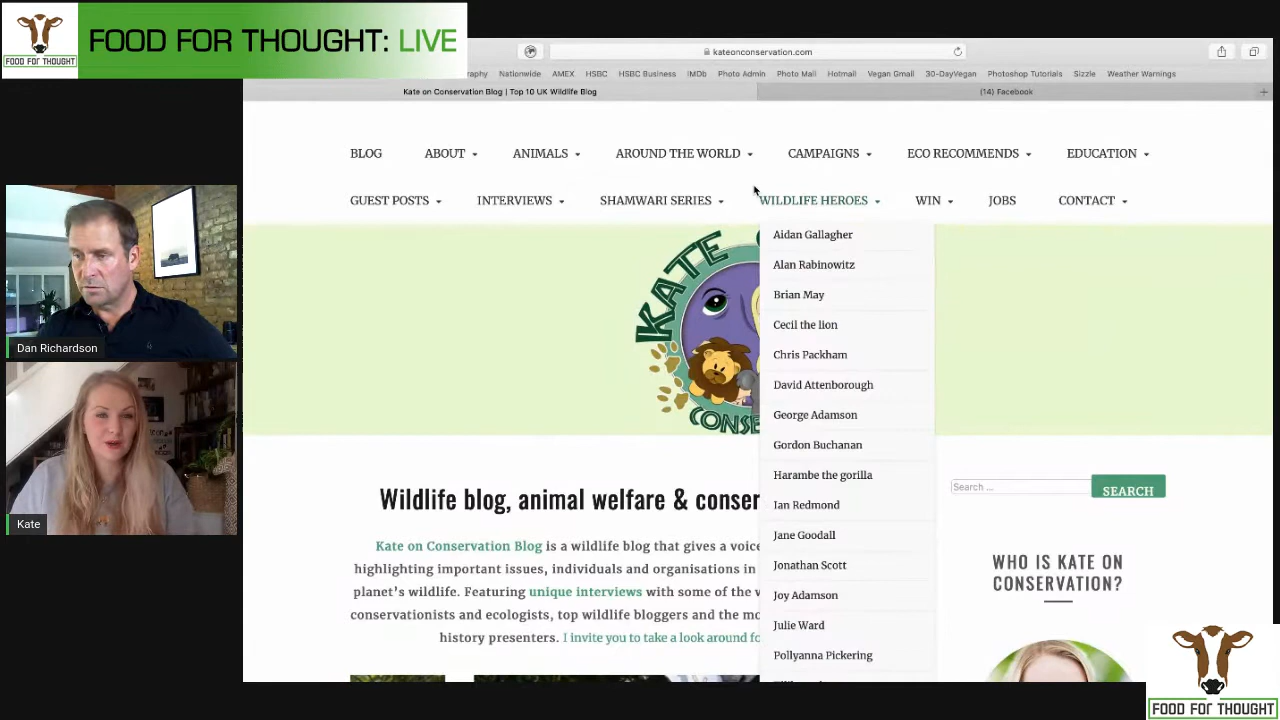 FOOD FOR THOUGHT: LIVE
FOOD FOR THOUGHT
kateonconservation.com
Nationwide AMEX HSBC HSBC Business IMDb Photo Admin Photo Mail Hotmail Vegan Gmail 30-DayVegan Photoshop Tutorials Sizzle Weather Warnings
Kate on Conservation Blog | Top 10 UK Wildlife Blog
(14) Facebook
BLOG ABOUT ANIMALS AROUND THE WORLD CAMPAIGNS ECO RECOMMENDS EDUCATION
GUEST POSTS INTERVIEWS SHAMWARI SERIES WILDLIFE HEROES WIN JOBS CONTACT
Aidan Gallagher
Alan Rabinowitz
Brian May
Cecil the lion
Chris Packham
David Attenborough
George Adamson
Gordon Buchanan
Harambe the gorilla
Ian Redmond
Jane Goodall
Jonathan Scott
Joy Adamson
Julie Ward
Pollyanna Pickering
KATE
CONSE
Wildlife blog, animal welfare & conser
Kate on Conservation Blog is a wildlife blog that gives a voice
highlighting important issues, individuals and organisations in
planet's wildlife. Featuring unique interviews with some of the
conservationists and ecologists, top wildlife bloggers and the
history presenters. I invite you to take a look around
Search ...
SEARCH
WHO IS KATE ON
CONSERVATION?
Dan Richardson
Kate
FOOD FOR THOUGHT